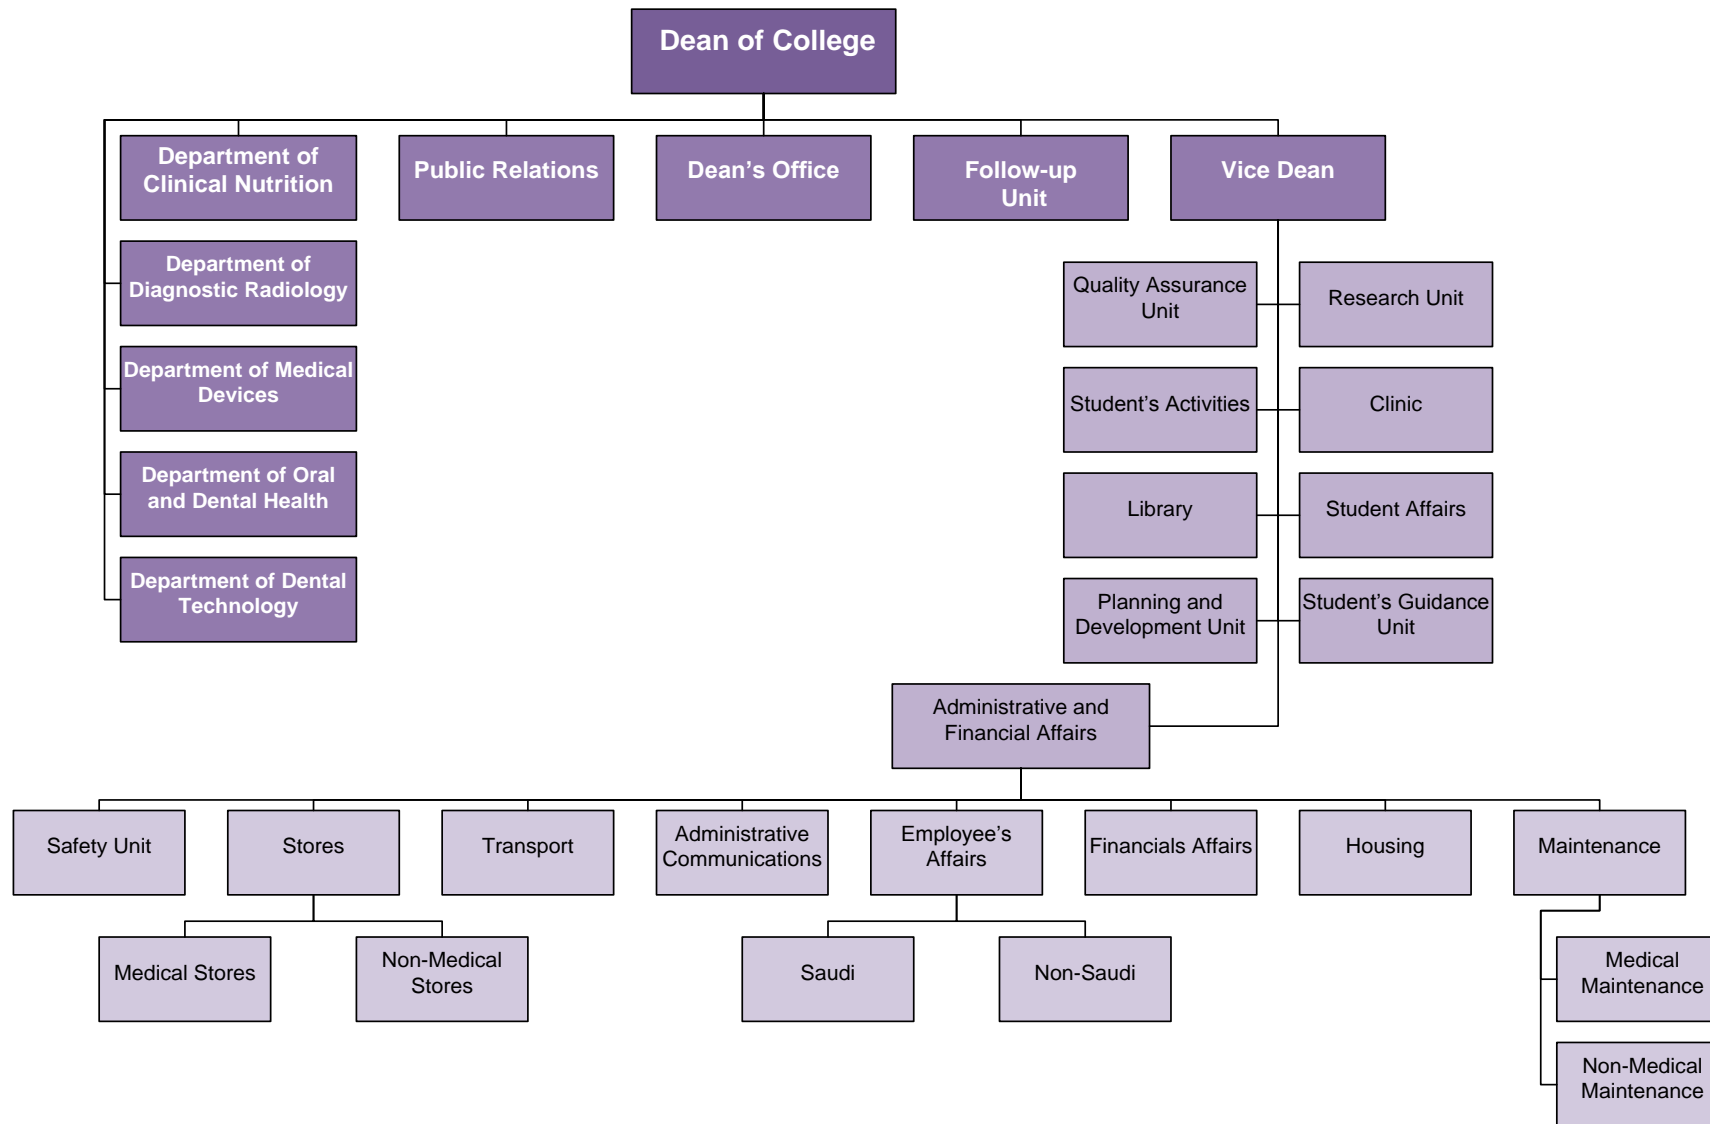 Dean of College
Department of
Clinical Nutrition
Public Relations
Dean’s Office
Follow-up
Unit
Vice Dean
Department of
Diagnostic Radiology
Department of Medical
Devices
Department of Oral
and Dental Health
Department of Dental
Technology
Quality Assurance
Unit
Research Unit
Student’s Activities
Clinic
Library
Student Affairs
Planning and
Development Unit
Student’s Guidance
Unit
Administrative and
Financial Affairs
Safety Unit
Stores
Transport
Administrative
Communications
Employee’s
Affairs
Financials Affairs
Housing
Maintenance
Medical Stores
Non-Medical
Stores
Saudi
Non-Saudi
Medical
Maintenance
Non-Medical
Maintenance